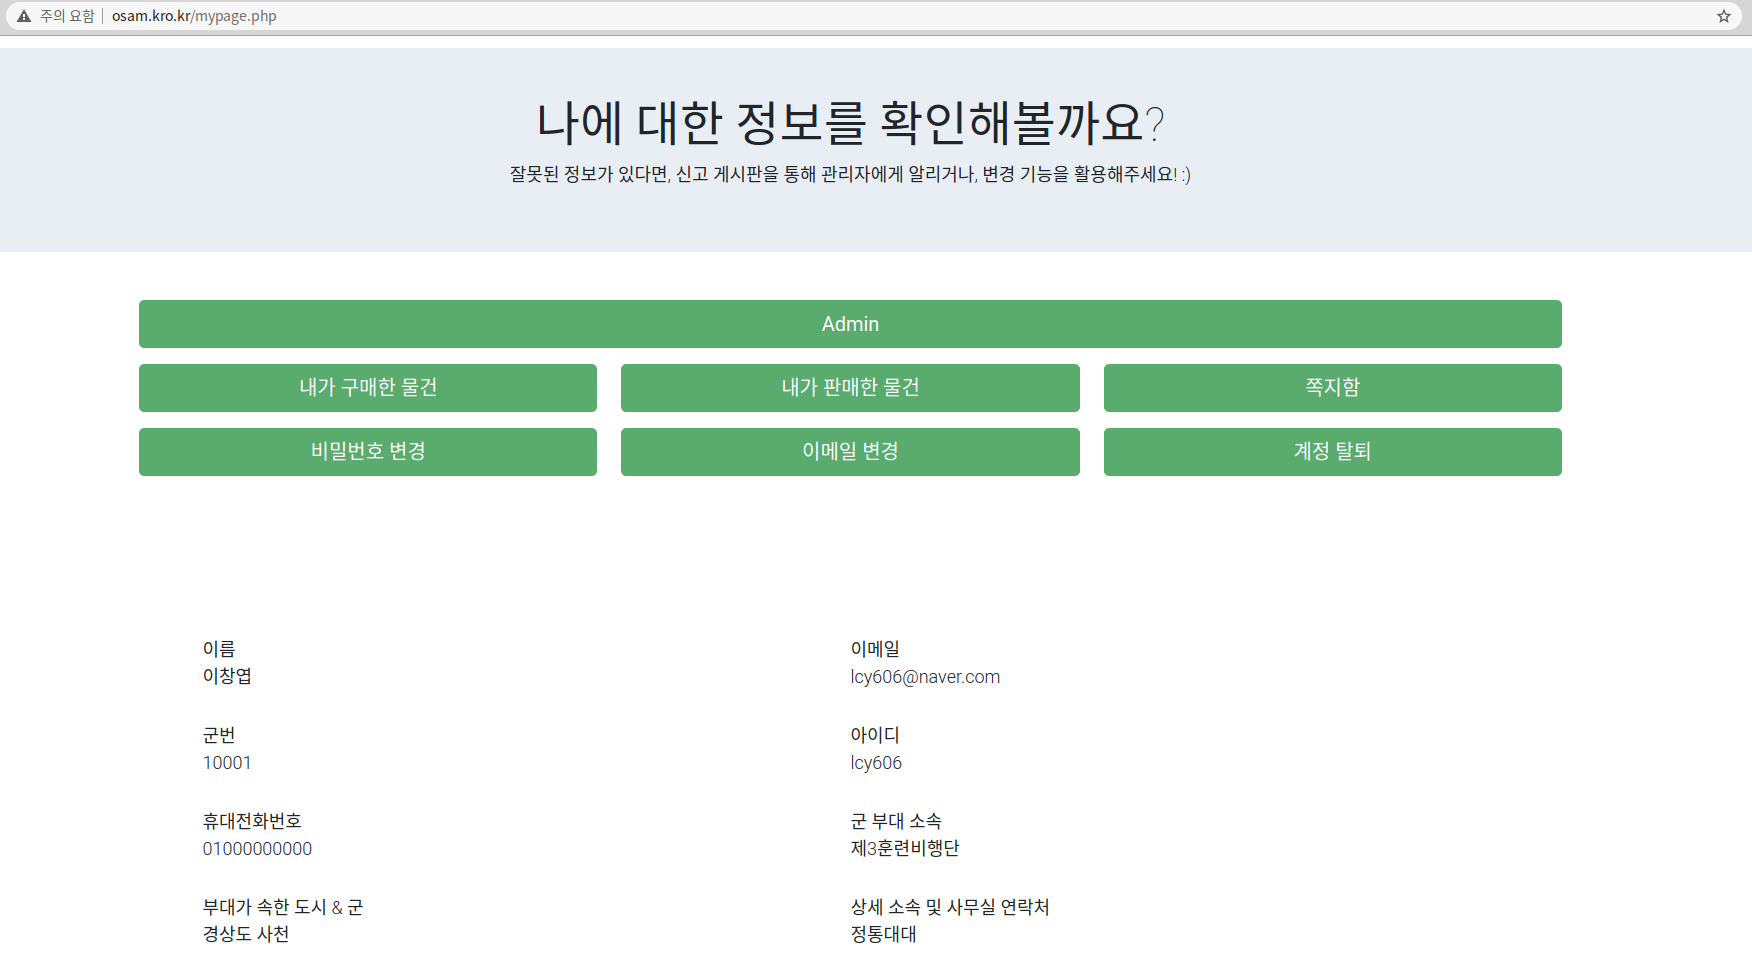 주의 요함 osam.kro.kr/mypage.php
나에 대한 정보를 확인해볼까요?
잘못된 정보가 있다면, 신고 게시판을 통해 관리자에게 알리거나, 변경 기능을 활용해주세요! :)
Admin
내가 구매한 물건 내가 판매한 물건 쪽지함
비밀번호 변경 이메일 변경 계정 탈퇴
이름 이메일
이창엽 lcy606@naver.com
군번 아이디
10001 lcy606
휴대전화번호 군 부대 소속
01000000000 제3훈련비행단
부대가 속한 도시 & 군 상세 소속 및 사무실 연락처
경상도 사천 정통대대